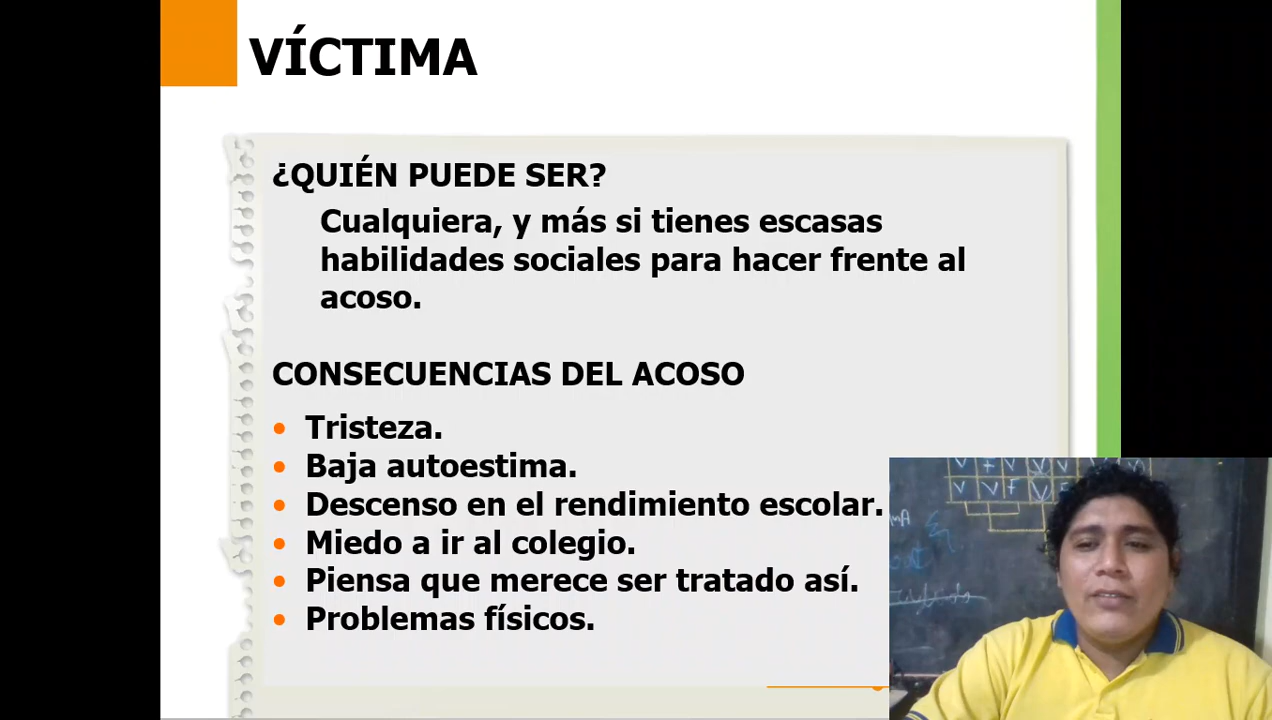 VÍCTIMA
¿QUIÉN PUEDE SER?
Cualquiera, y más si tienes escasas
habilidades sociales para hacer frente al
acoso.
CONSECUENCIAS DEL ACOSO
Tristeza.
Baja autoestima.
Descenso en el rendimiento escolar.
Miedo a ir al colegio.
Piensa que merece ser tratado así.
Problemas físicos.